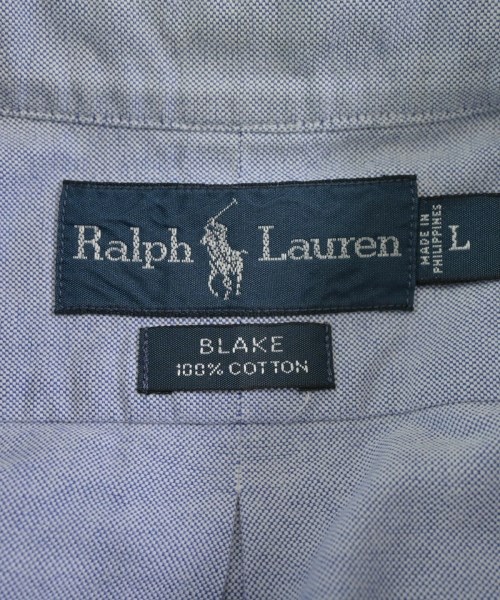 Ralph Lauren
MADE IN
PHILIPPINES
L
BLAKE
100% COTTON